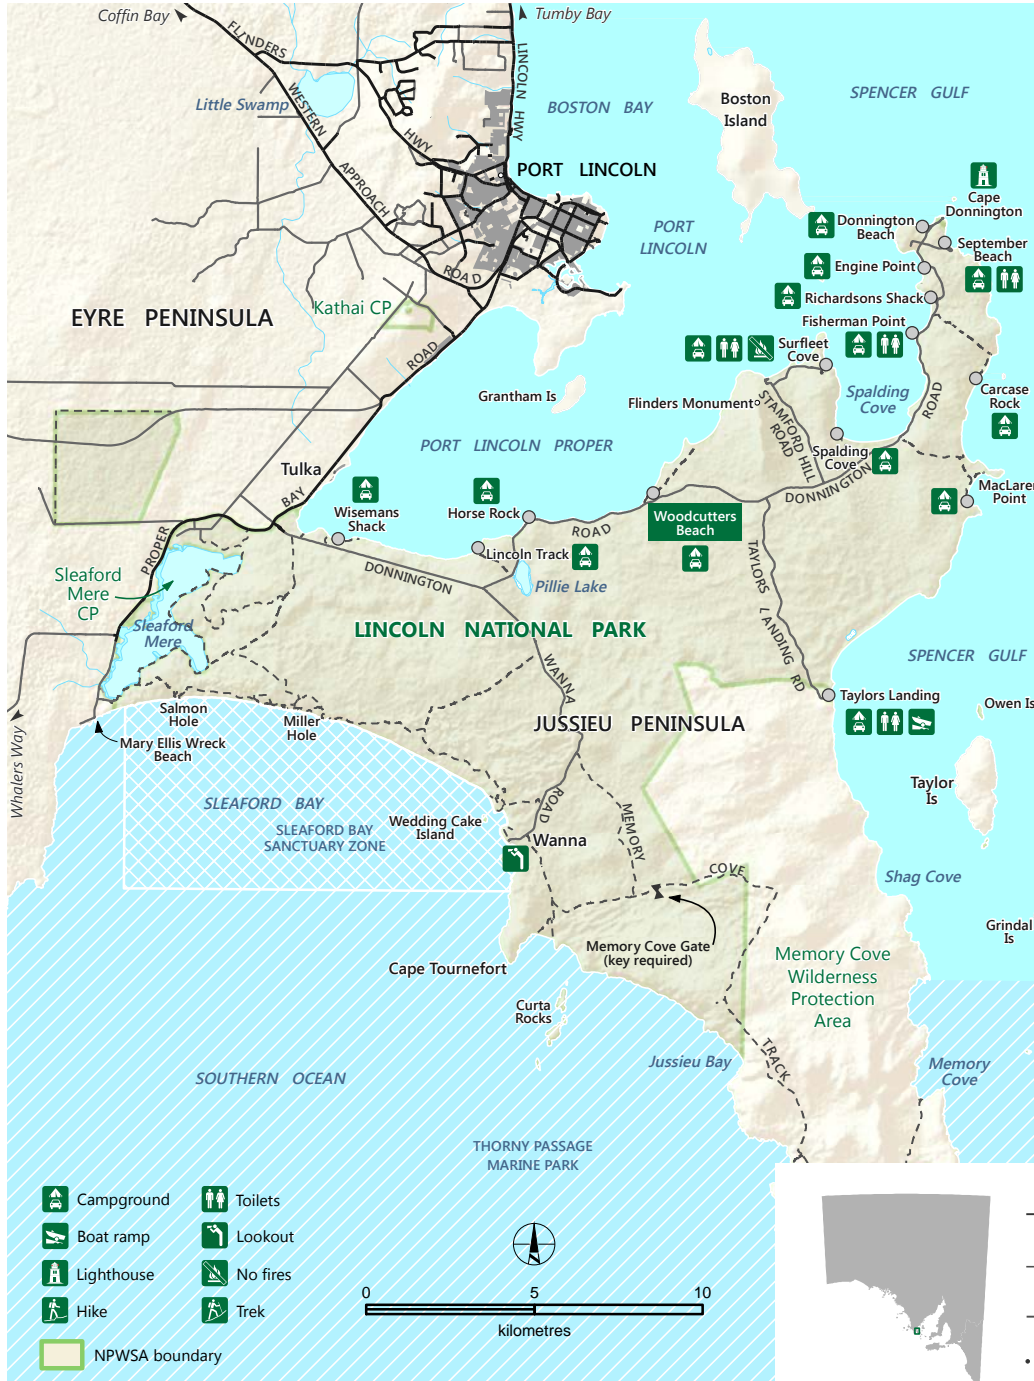 Coffin Bay
Tumby Bay
FLINDERS
HWY
LINCOLN HWY
Little Swamp
WESTERN
APPROACH
ROAD
BOSTON BAY
Boston
Island
SPENCER GULF
PORT LINCOLN
PORT
LINCOLN
Cape
Donnington
Donnington
Beach
September
Beach
Engine Point
Richardsons Shack
Fisherman Point
Surfleet
Cove
Kathai CP
EYRE PENINSULA
ROAD
Grantham Is
Flinders Monument
STAMFORD HILL
ROAD
Spalding
Cove
ROAD
Carcase
Rock
PORT LINCOLN PROPER
Spalding
Cove
DONNINGTON
MacLaren
Point
Tulka
BAY
Wisemans
Shack
Horse Rock
ROAD
Woodcutters
Beach
PROPER
Lincoln Track
Pillie Lake
DONNINGTON
TAYLORS LANDING RD
Sleaford
Mere
CP
Sleaford
Mere
LINCOLN NATIONAL PARK
SPENCER GULF
WANNA
ROAD
Taylors Landing
Owen Is
Salmon
Hole
Miller
Hole
Mary Ellis Wreck
Beach
JUSSIEU PENINSULA
Whalers Way
Taylor
Is
SLEAFORD BAY
SLEAFORD BAY
SANCTUARY ZONE
Wedding Cake
Island
Wanna
MEMORY
COVE
TRACK
Shag Cove
Memory Cove Gate
(key required)
Grindal
Is
Cape Tournefort
Memory Cove
Wilderness
Protection
Area
Curta
Rocks
Jussieu Bay
Memory
Cove
SOUTHERN OCEAN
THORNY PASSAGE
MARINE PARK
Campground
Toilets
Boat ramp
Lookout
Lighthouse
No fires
Hike
Trek
NPWSA boundary
0 5 10
kilometres